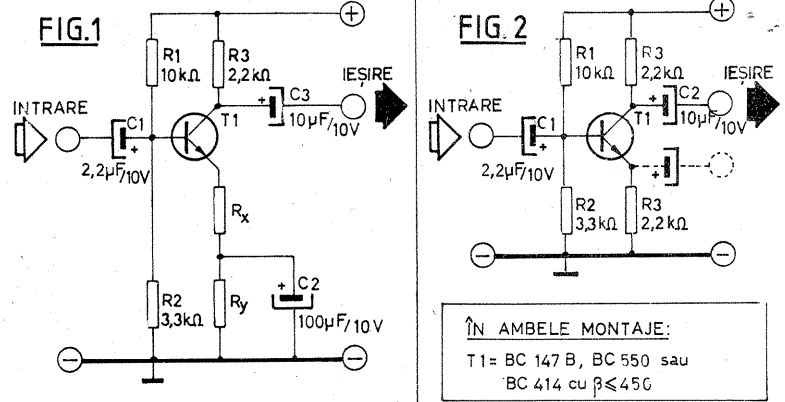 FIG.1
+
R1
10kΩ
R3
2,2kΩ
IEȘIRE
INTRARE
C1
+
2,2µF/10V
T1
+
C3
10µF/10V
Rx
R2
3,3kΩ
Ry
+
C2
100µF/10V
−
−
FIG. 2
+
R1
10kΩ
R3
2,2kΩ
IEȘIRE
INTRARE
C1
+
2,2µF/10V
T1
+
C2
10µF/10V
+
R2
3,3kΩ
R3
2,2kΩ
−
−
ÎN AMBELE MONTAJE:
T1= BC 147 B, BC 550 sau
BC 414 cu β⩽450